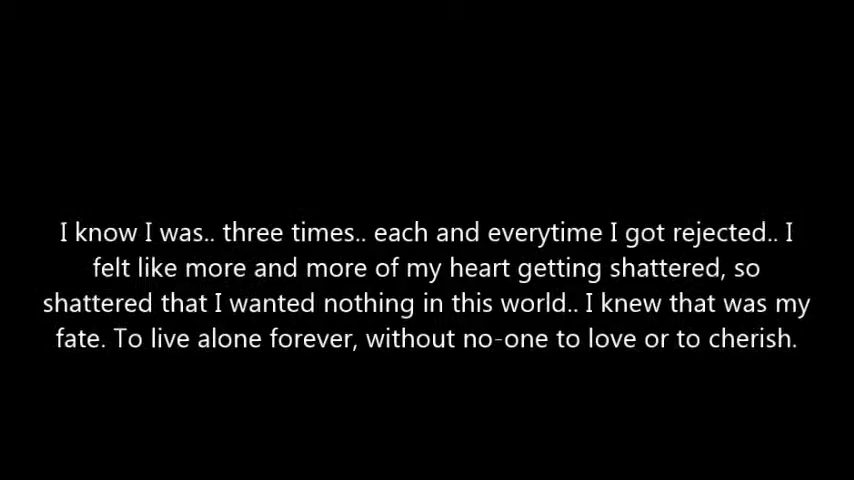 I know I was.. three times.. each and everytime I got rejected.. I
felt like more and more of my heart getting shattered, so
shattered that I wanted nothing in this world.. I knew that was my
fate. To live alone forever, without no-one to love or to cherish.